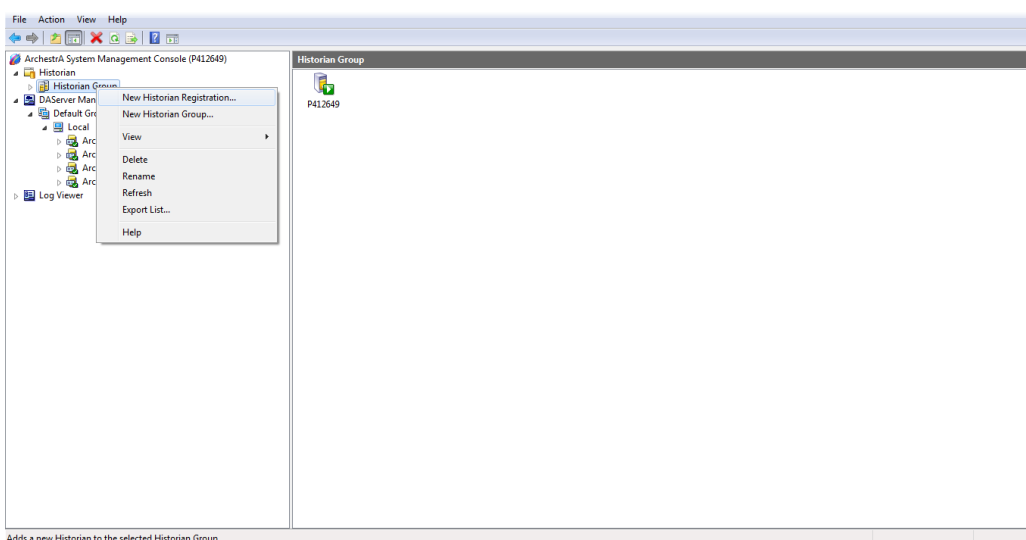 File Action View Help
ArchestrA System Management Console (P412649)
Historian
Historian Group
DAServer Man
Default Gro
Local
Arc
Arc
Arc
Arc
Log Viewer
New Historian Registration...
New Historian Group...
View
Delete
Rename
Refresh
Export List...
Help
Historian Group
P412649
Adds a new Historian to the selected Historian Group